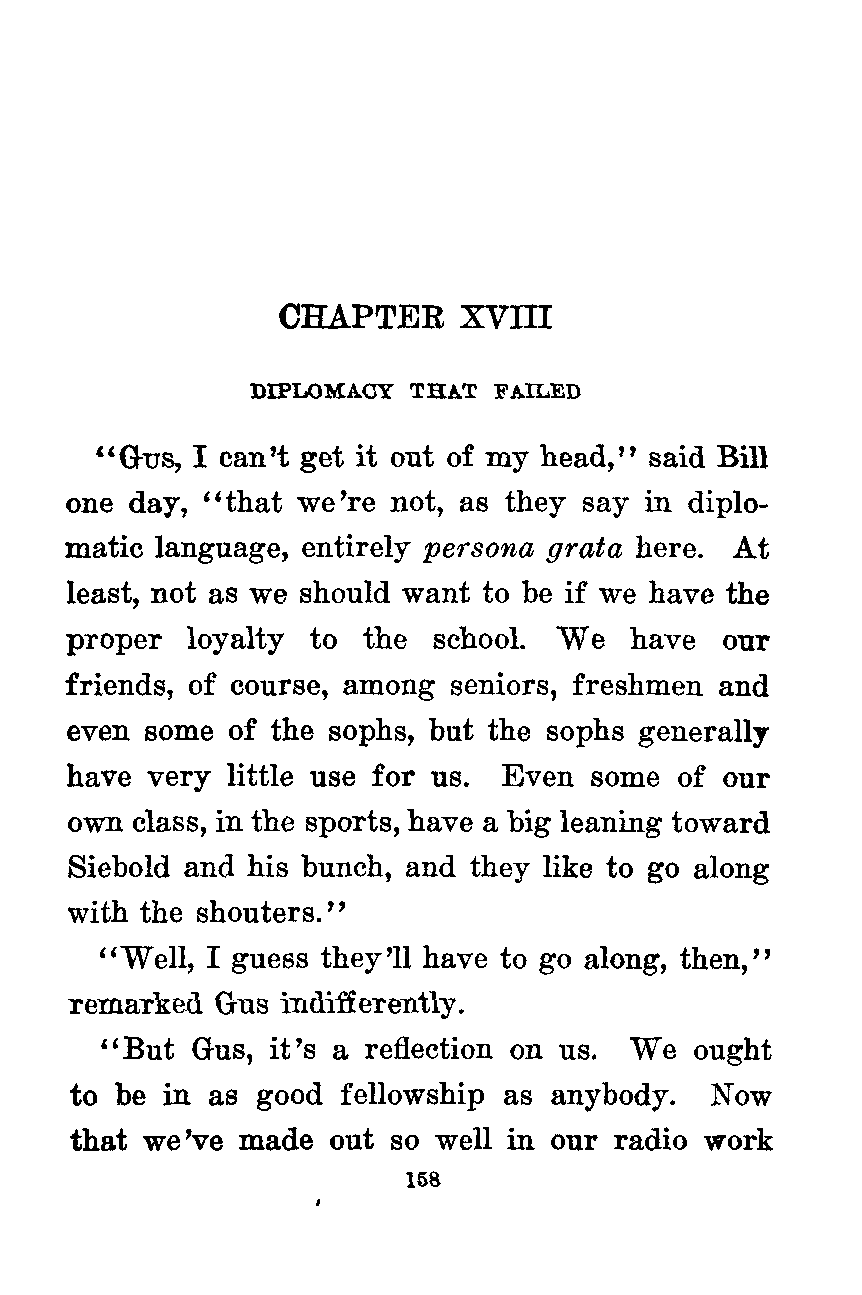 CHAPTER XVIII
DIPLOMACY THAT FAILED
“Gus, I can’t get it out of my head,” said Bill
one day, “that we’re not, as they say in diplo-
matic language, entirely persona grata here. At
least, not as we should want to be if we have the
proper loyalty to the school. We have our
friends, of course, among seniors, freshmen and
even some of the sophs, but the sophs generally
have very little use for us. Even some of our
own class, in the sports, have a big leaning toward
Siebold and his bunch, and they like to go along
with the shouters.”
“Well, I guess they’ll have to go along, then,”
remarked Gus indifferently.
“But Gus, it’s a reflection on us. We ought
to be in as good fellowship as anybody. Now
that we’ve made out so well in our radio work
158